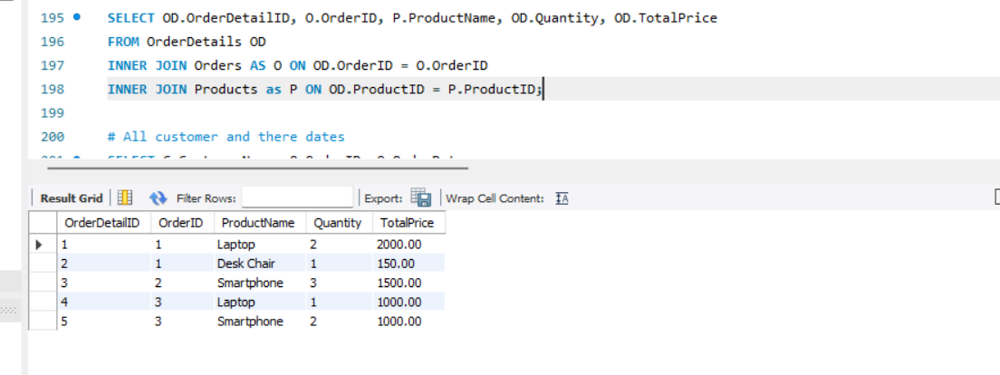 195 SELECT OD.OrderDetailID, O.OrderID, P.ProductName, OD.Quantity, OD.TotalPrice
196 FROM OrderDetails OD
197 INNER JOIN Orders AS O ON OD.OrderID = O.OrderID
198 INNER JOIN Products as P ON OD.ProductID = P.ProductID;
199
200 # All customer and there dates
Result Grid Filter Rows: Export: Wrap Cell Content:
OrderDetailID OrderID ProductName Quantity TotalPrice
1 1 Laptop 2 2000.00
2 1 Desk Chair 1 150.00
3 2 Smartphone 3 1500.00
4 3 Laptop 1 1000.00
5 3 Smartphone 2 1000.00